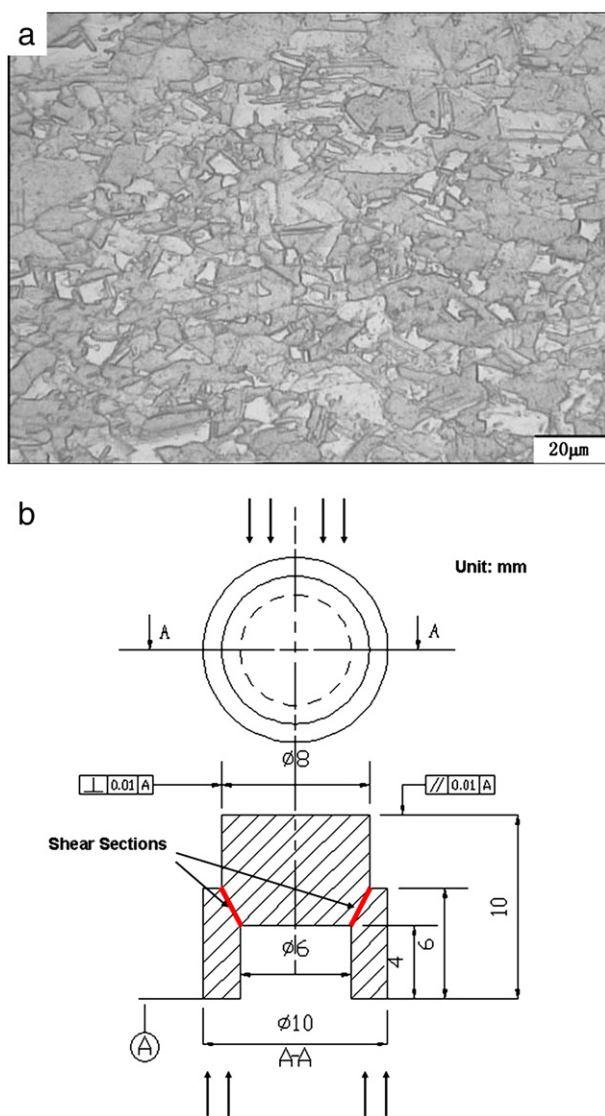 a
20μm
b
Unit: mm
A A
ø8
⊥ 0.01 A
// 0.01 A
Shear Sections
10
6
4
ø6
A
ø10
A-A